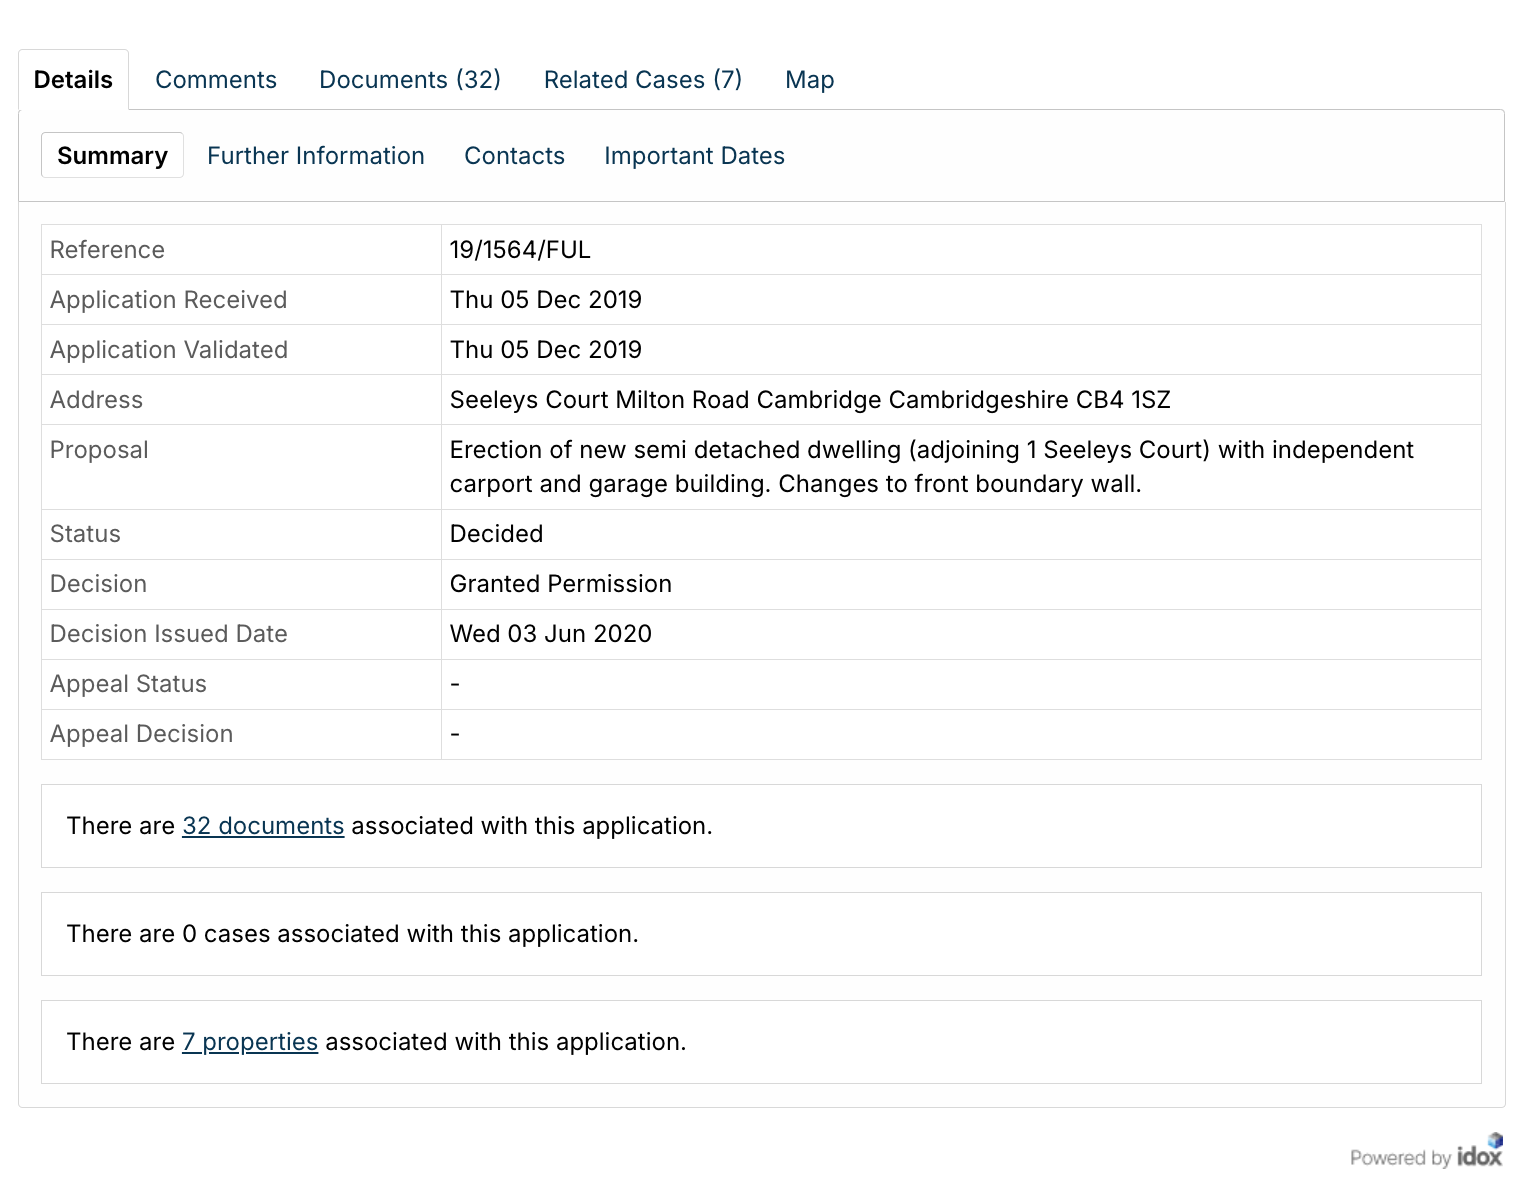 Details Comments Documents (32) Related Cases (7) Map
Summary Further Information Contacts Important Dates
Reference 19/1564/FUL
Application Received Thu 05 Dec 2019
Application Validated Thu 05 Dec 2019
Address Seeleys Court Milton Road Cambridge Cambridgeshire CB4 1SZ
Proposal Erection of new semi detached dwelling (adjoining 1 Seeleys Court) with independent
carport and garage building. Changes to front boundary wall.
Status Decided
Decision Granted Permission
Decision Issued Date Wed 03 Jun 2020
Appeal Status -
Appeal Decision -
There are 32 documents associated with this application.
There are 0 cases associated with this application.
There are 7 properties associated with this application.
Powered by idox